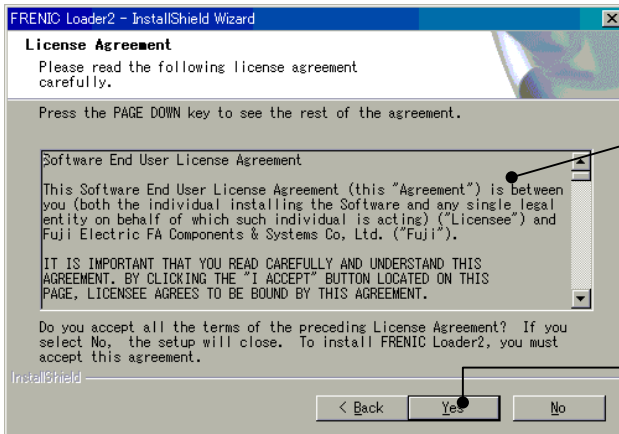 FRENIC Loader2 - InstallShield Wizard
License Agreement
Please read the following license agreement
carefully.
Press the PAGE DOWN key to see the rest of the agreement.
Software End User License Agreement
This Software End User License Agreement (this "Agreement") is between
you (both the individual installing the Software and any single legal
entity on behalf of which such individual is acting) ("Licensee") and
Fuji Electric FA Components & Systems Co, Ltd. ("Fuji").
IT IS IMPORTANT THAT YOU READ CAREFULLY AND UNDERSTAND THIS
AGREEMENT. BY CLICKING THE "I ACCEPT" BUTTON LOCATED ON THIS
PAGE, LICENSEE AGREES TO BE BOUND BY THIS AGREEMENT.
Do you accept all the terms of the preceding License Agreement? If you
select No, the setup will close. To install FRENIC Loader2, you must
accept this agreement.
InstallShield
< Back Yes No